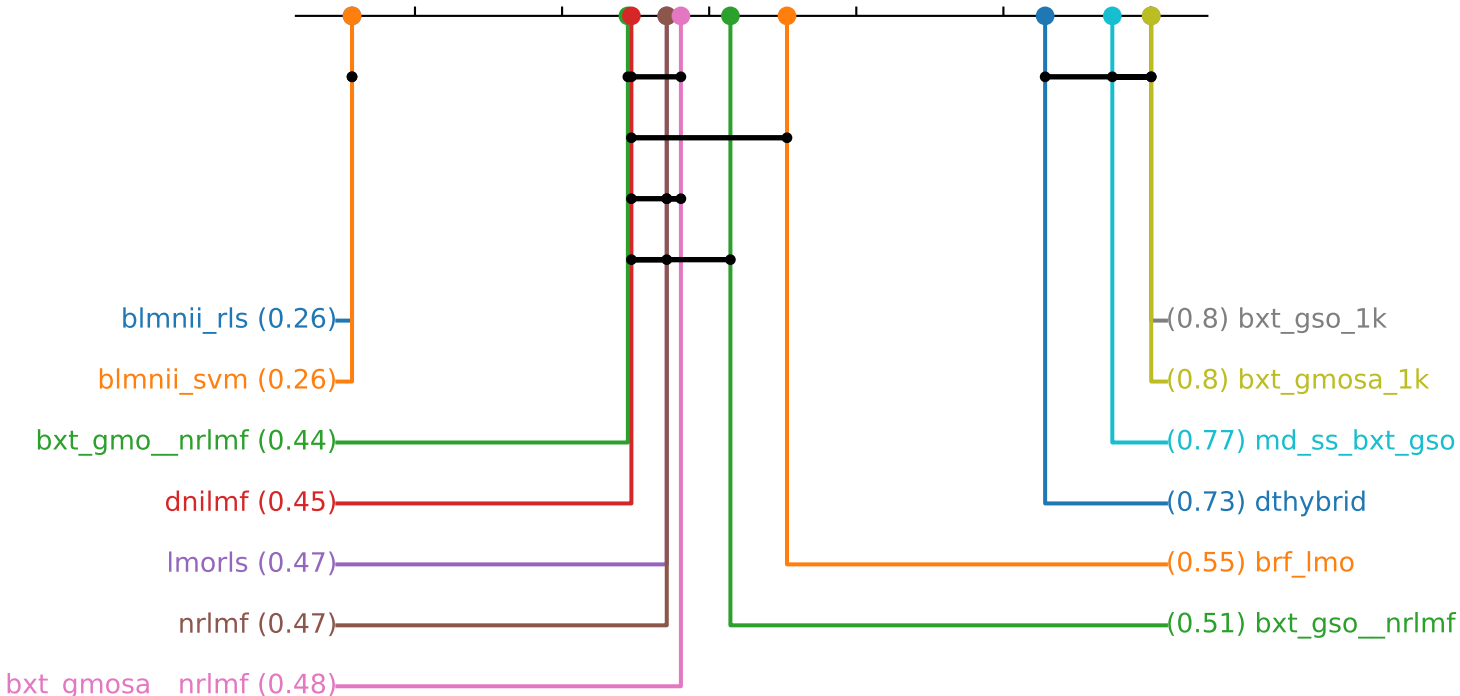 blmnii_rls (0.26)
(0.8) bxt_gso_1k
blmnii_svm (0.26)
(0.8) bxt_gmosa_1k
bxt_gmo__nrlmf (0.44)
(0.77) md_ss_bxt_gso
dnilmf (0.45)
(0.73) dthybrid
lmorls (0.47)
(0.55) brf_lmo
nrlmf (0.47)
(0.51) bxt_gso__nrlmf
bxt_gmosa__nrlmf (0.48)